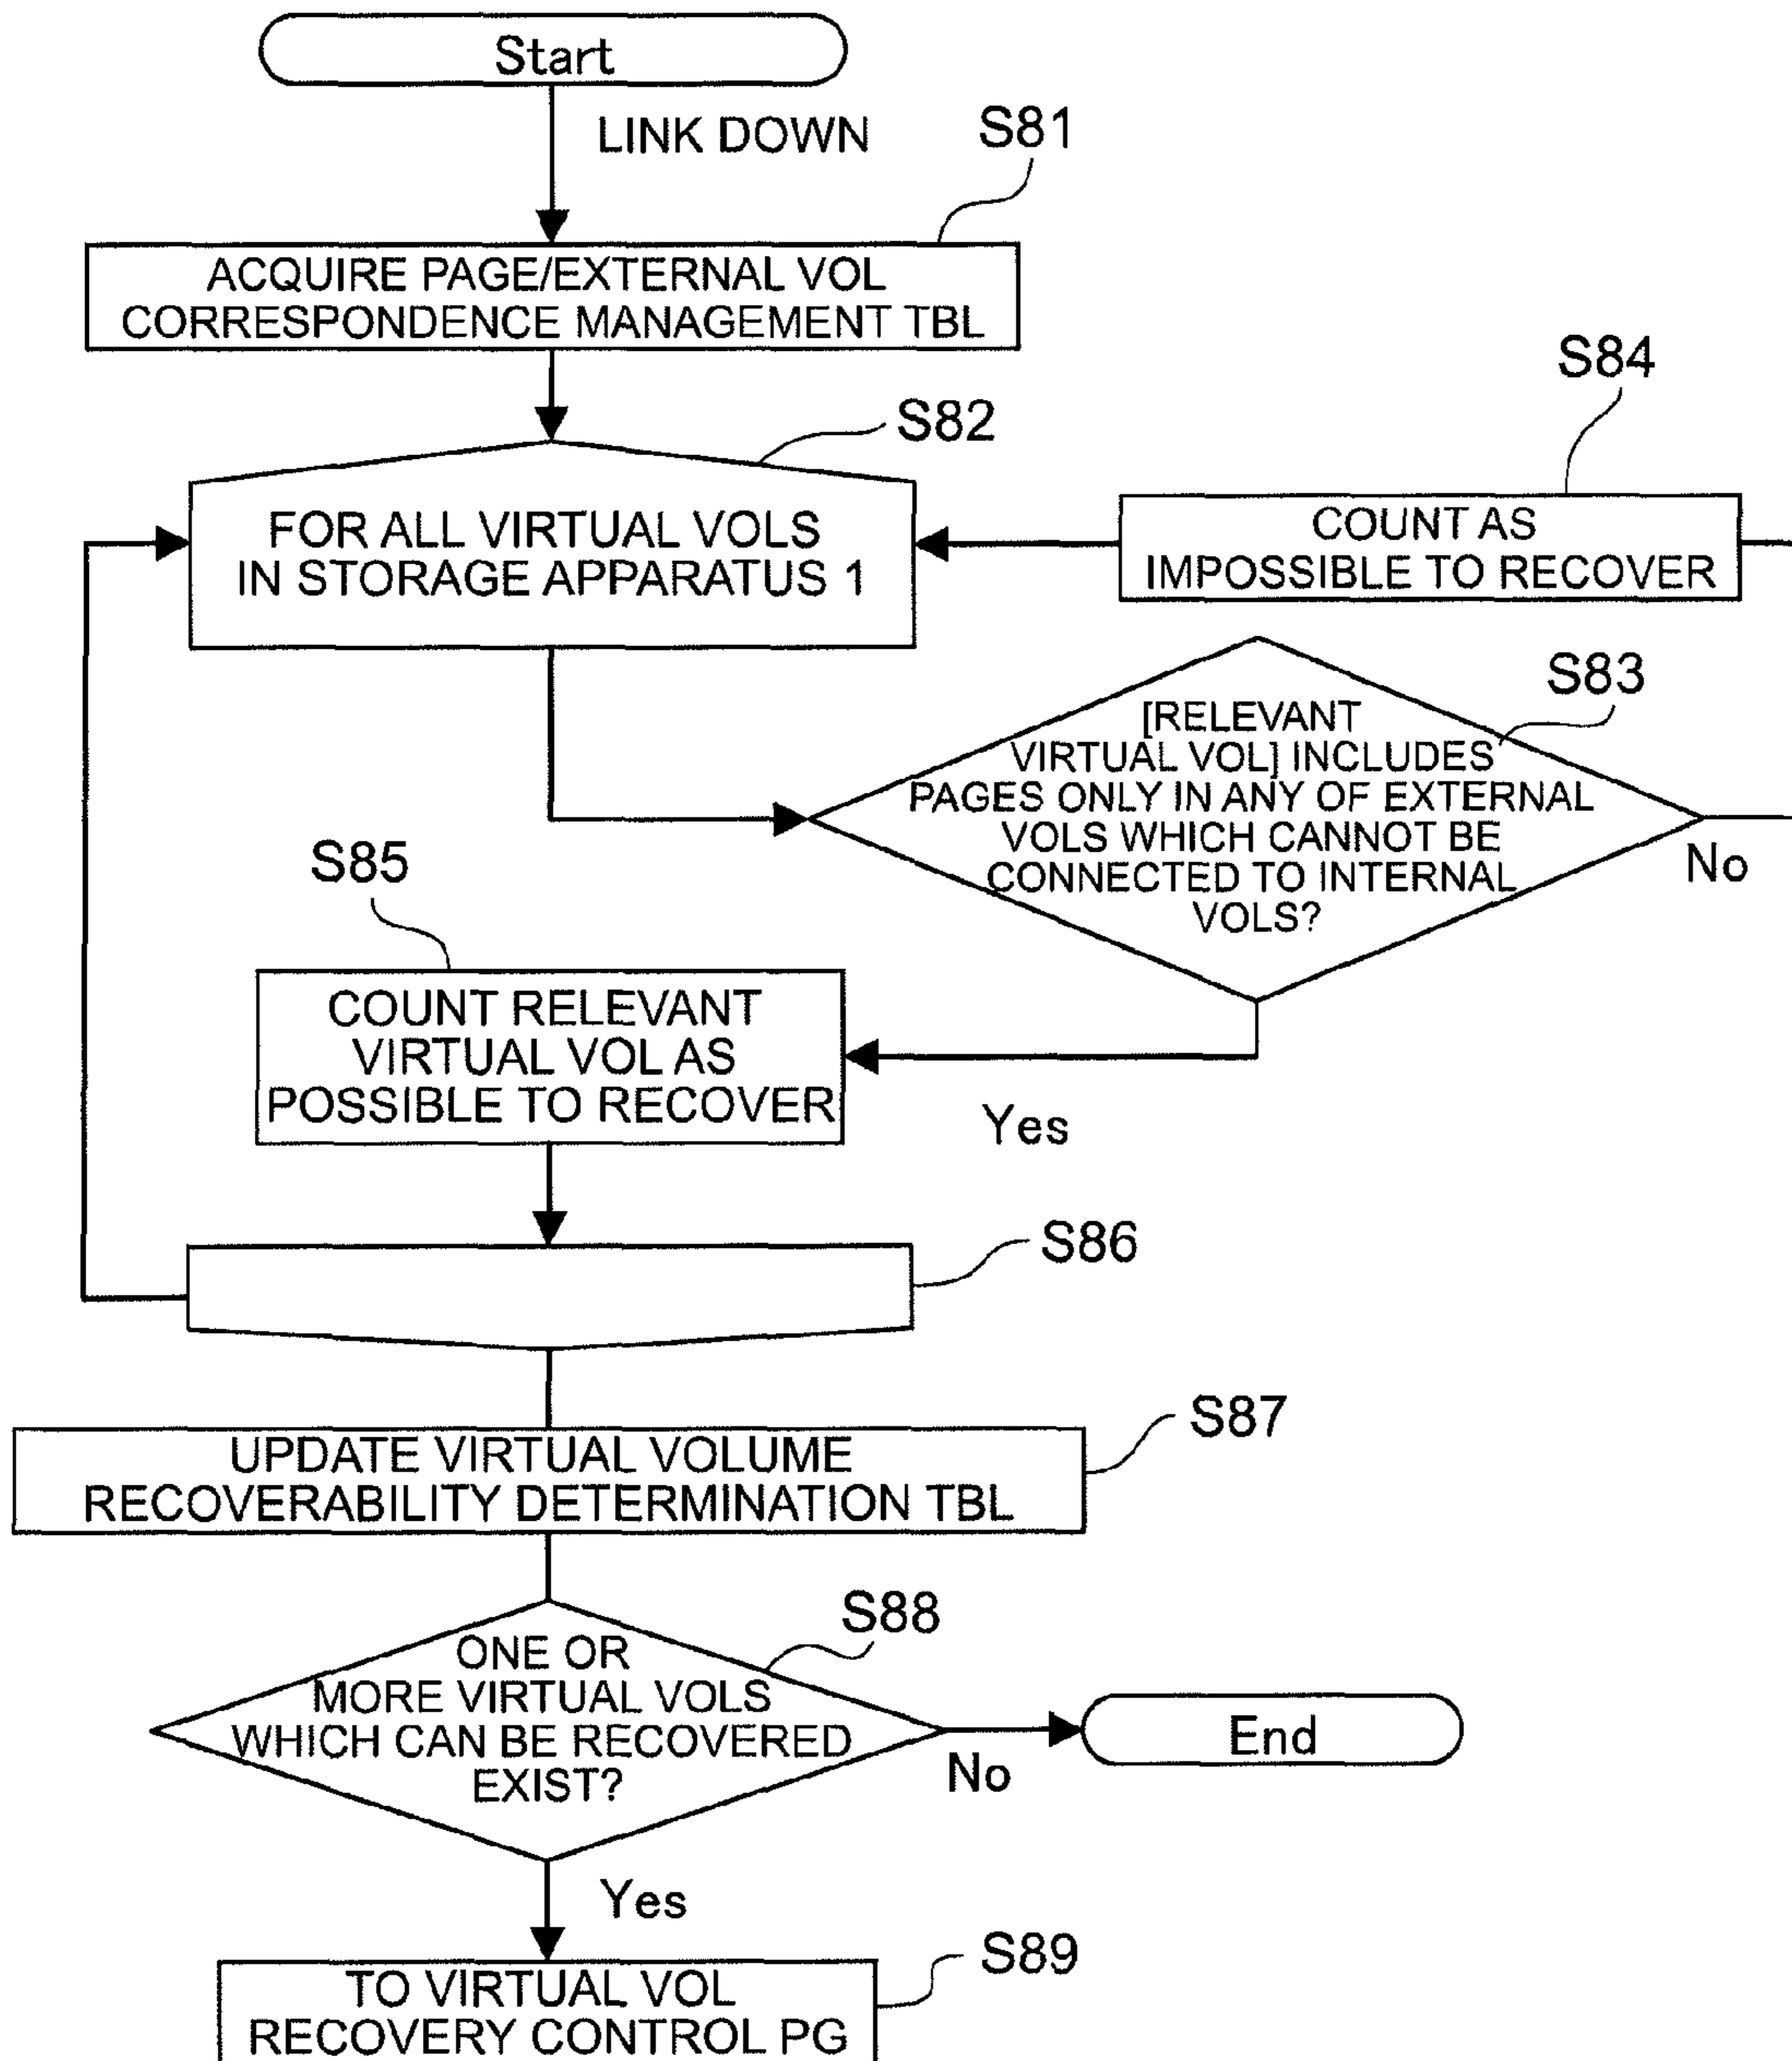 Start
LINK DOWN
S81
ACQUIRE PAGE/EXTERNAL VOL
CORRESPONDENCE MANAGEMENT TBL
S82
FOR ALL VIRTUAL VOLS
IN STORAGE APPARATUS 1
S84
COUNT AS
IMPOSSIBLE TO RECOVER
S83
[RELEVANT
VIRTUAL VOL] INCLUDES
PAGES ONLY IN ANY OF EXTERNAL
VOLS WHICH CANNOT BE
CONNECTED TO INTERNAL
VOLS?
No
Yes
S85
COUNT RELEVANT
VIRTUAL VOL AS
POSSIBLE TO RECOVER
S86
S87
UPDATE VIRTUAL VOLUME
RECOVERABILITY DETERMINATION TBL
S88
ONE OR
MORE VIRTUAL VOLS
WHICH CAN BE RECOVERED
EXIST?
No
End
Yes
S89
TO VIRTUAL VOL
RECOVERY CONTROL PG